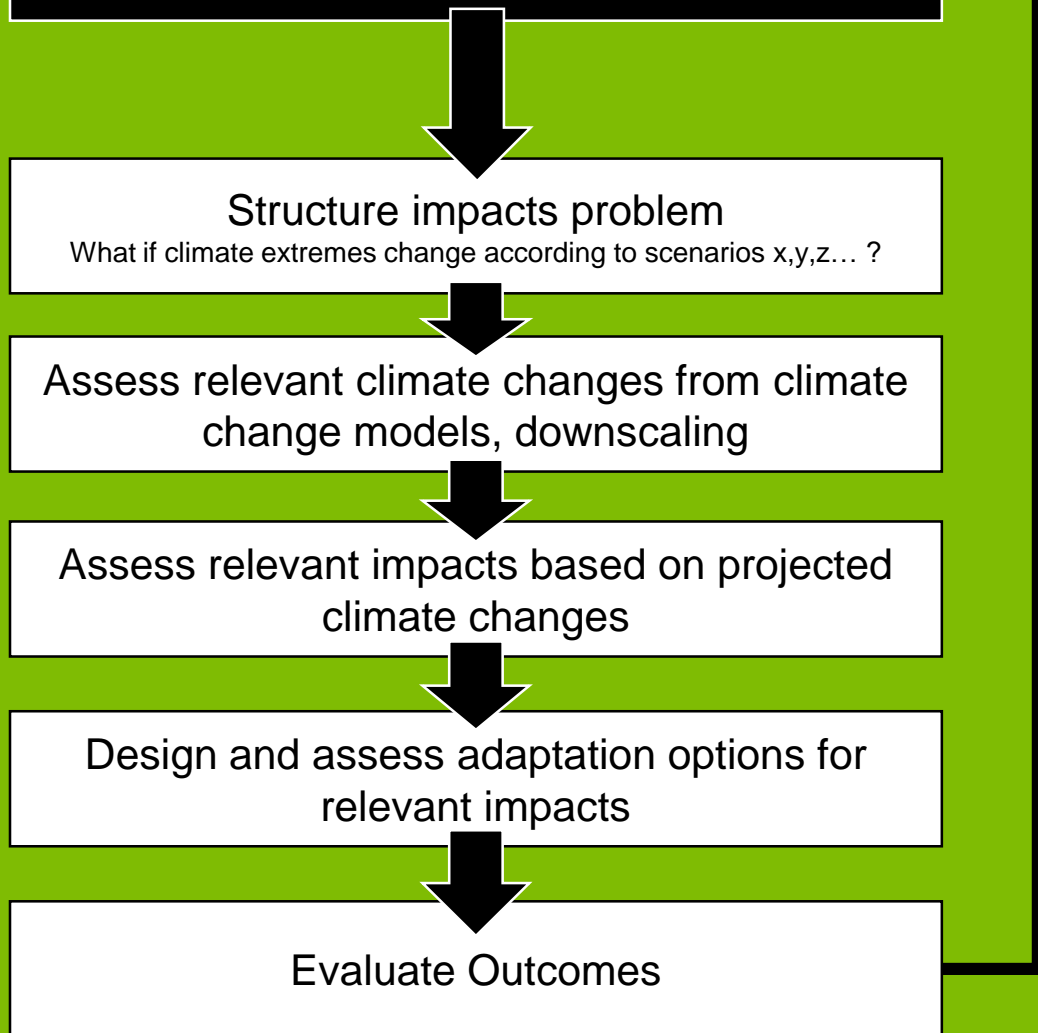 Structure impacts problem
What if climate extremes change according to scenarios x,y,z… ?
Assess relevant climate changes from climate
change models, downscaling
Assess relevant impacts based on projected
climate changes
Design and assess adaptation options for
relevant impacts
Evaluate Outcomes